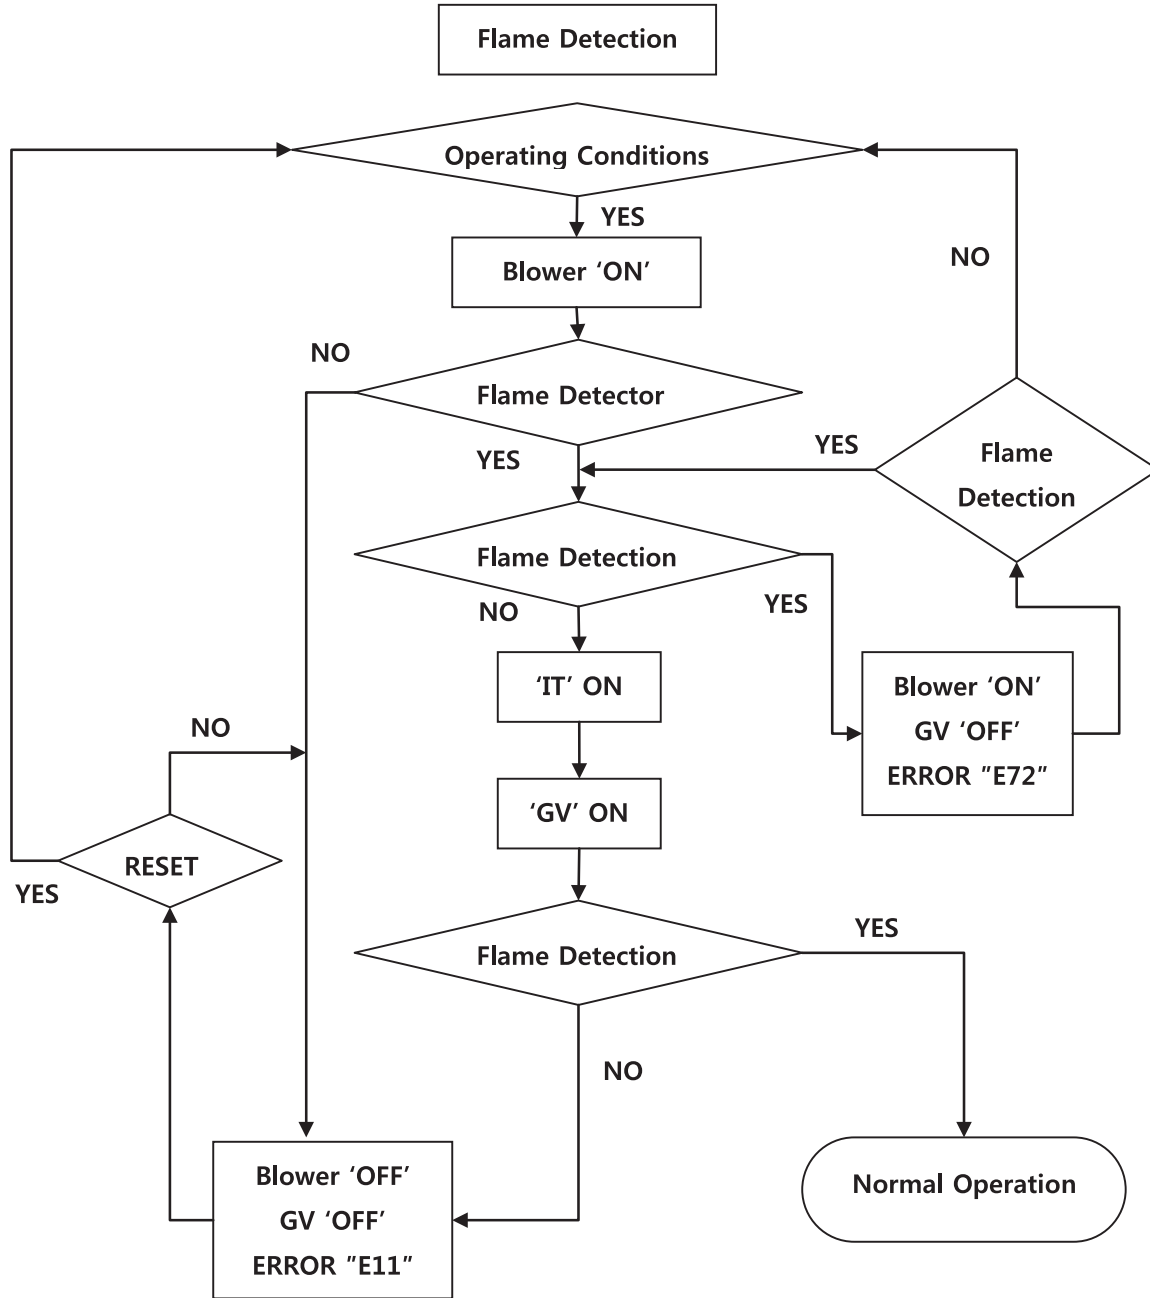 Flame Detection
Operating Conditions
YES
Blower ‘ON’
NO
NO
Flame Detector
YES
YES
Flame
Detection
Flame Detection
NO
YES
‘IT’ ON
Blower ‘ON’
GV ‘OFF’
ERROR "E72"
NO
‘GV’ ON
RESET
YES
Flame Detection
YES
NO
Blower ‘OFF’
GV ‘OFF’
ERROR "E11"
Normal Operation